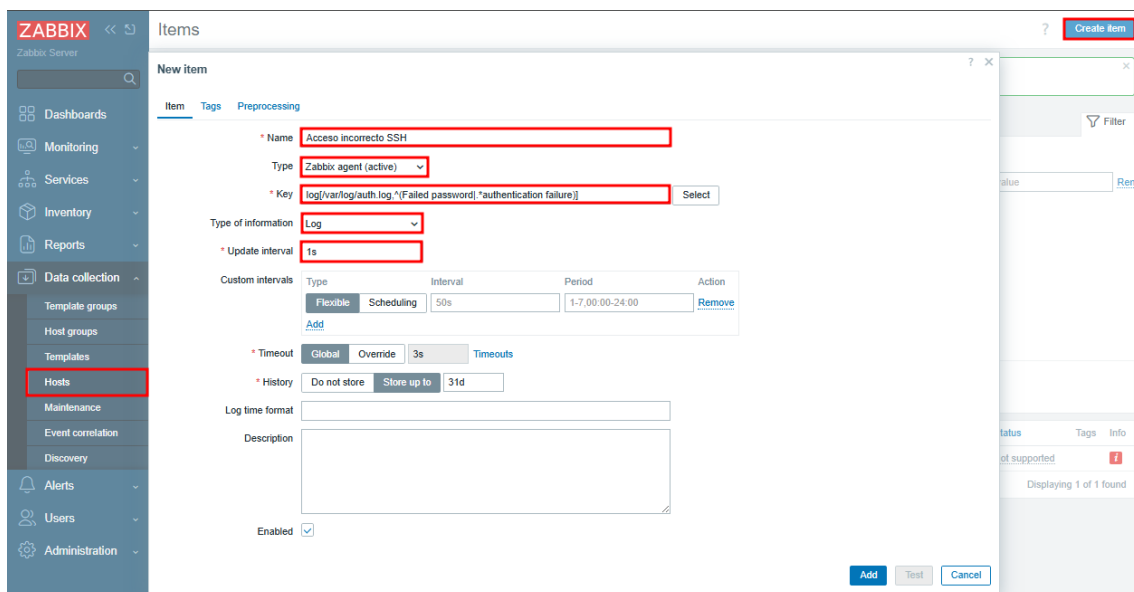 ZABBIX
Zabbix Server
Dashboards
Monitoring
Services
Inventory
Reports
Data collection
Template groups
Host groups
Templates
Hosts
Maintenance
Event correlation
Discovery
Alerts
Users
Administration
Items
? Create item
New item
? ×
Item Tags Preprocessing
* Name Acceso incorrecto SSH
Type Zabbix agent (active)
* Key log[/var/log/auth.log,^(Failed password|.*authentication failure)] Select
Type of information Log
* Update interval 1s
Custom intervals Type Interval Period Action
Flexible Scheduling 50s 1-7,00:00-24:00 Remove
Add
* Timeout Global Override 3s Timeouts
* History Do not store Store up to 31d
Log time format
Description
Enabled
Add Test Cancel
×
Filter
alue Rem
tatus Tags Info
ot supported i
Displaying 1 of 1 found